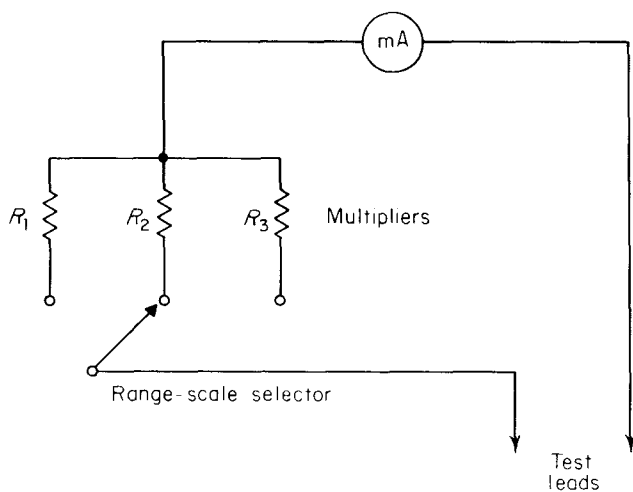 mA
R1 R2 R3 Multipliers
Range-scale selector
Test
leads